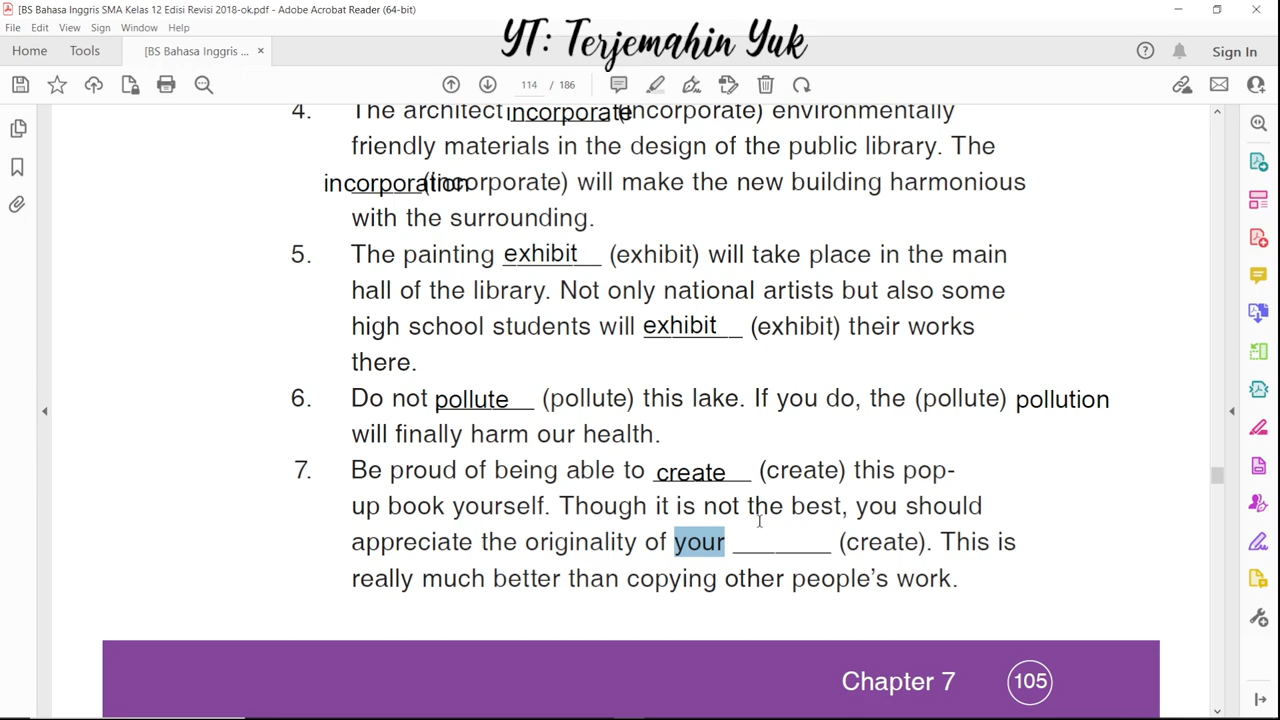 [BS Bahasa Inggris SMA Kelas 12 Edisi Revisi 2018-ok.pdf - Adobe Acrobat Reader (64-bit)
File Edit View Sign Window Help
YT: Terjemahin Yuk
Home Tools [BS Bahasa Inggris ... × Sign In
114 / 186
4. The architect incorporate (incorporate) environmentally
friendly materials in the design of the public library. The
incorporation (incorporate) will make the new building harmonious
with the surrounding.
5. The painting exhibit (exhibit) will take place in the main
hall of the library. Not only national artists but also some
high school students will exhibit (exhibit) their works
there.
6. Do not pollute (pollute) this lake. If you do, the (pollute) pollution
will finally harm our health.
7. Be proud of being able to create (create) this pop-
up book yourself. Though it is not the best, you should
appreciate the originality of your ________ (create). This is
really much better than copying other people's work.
Chapter 7 105